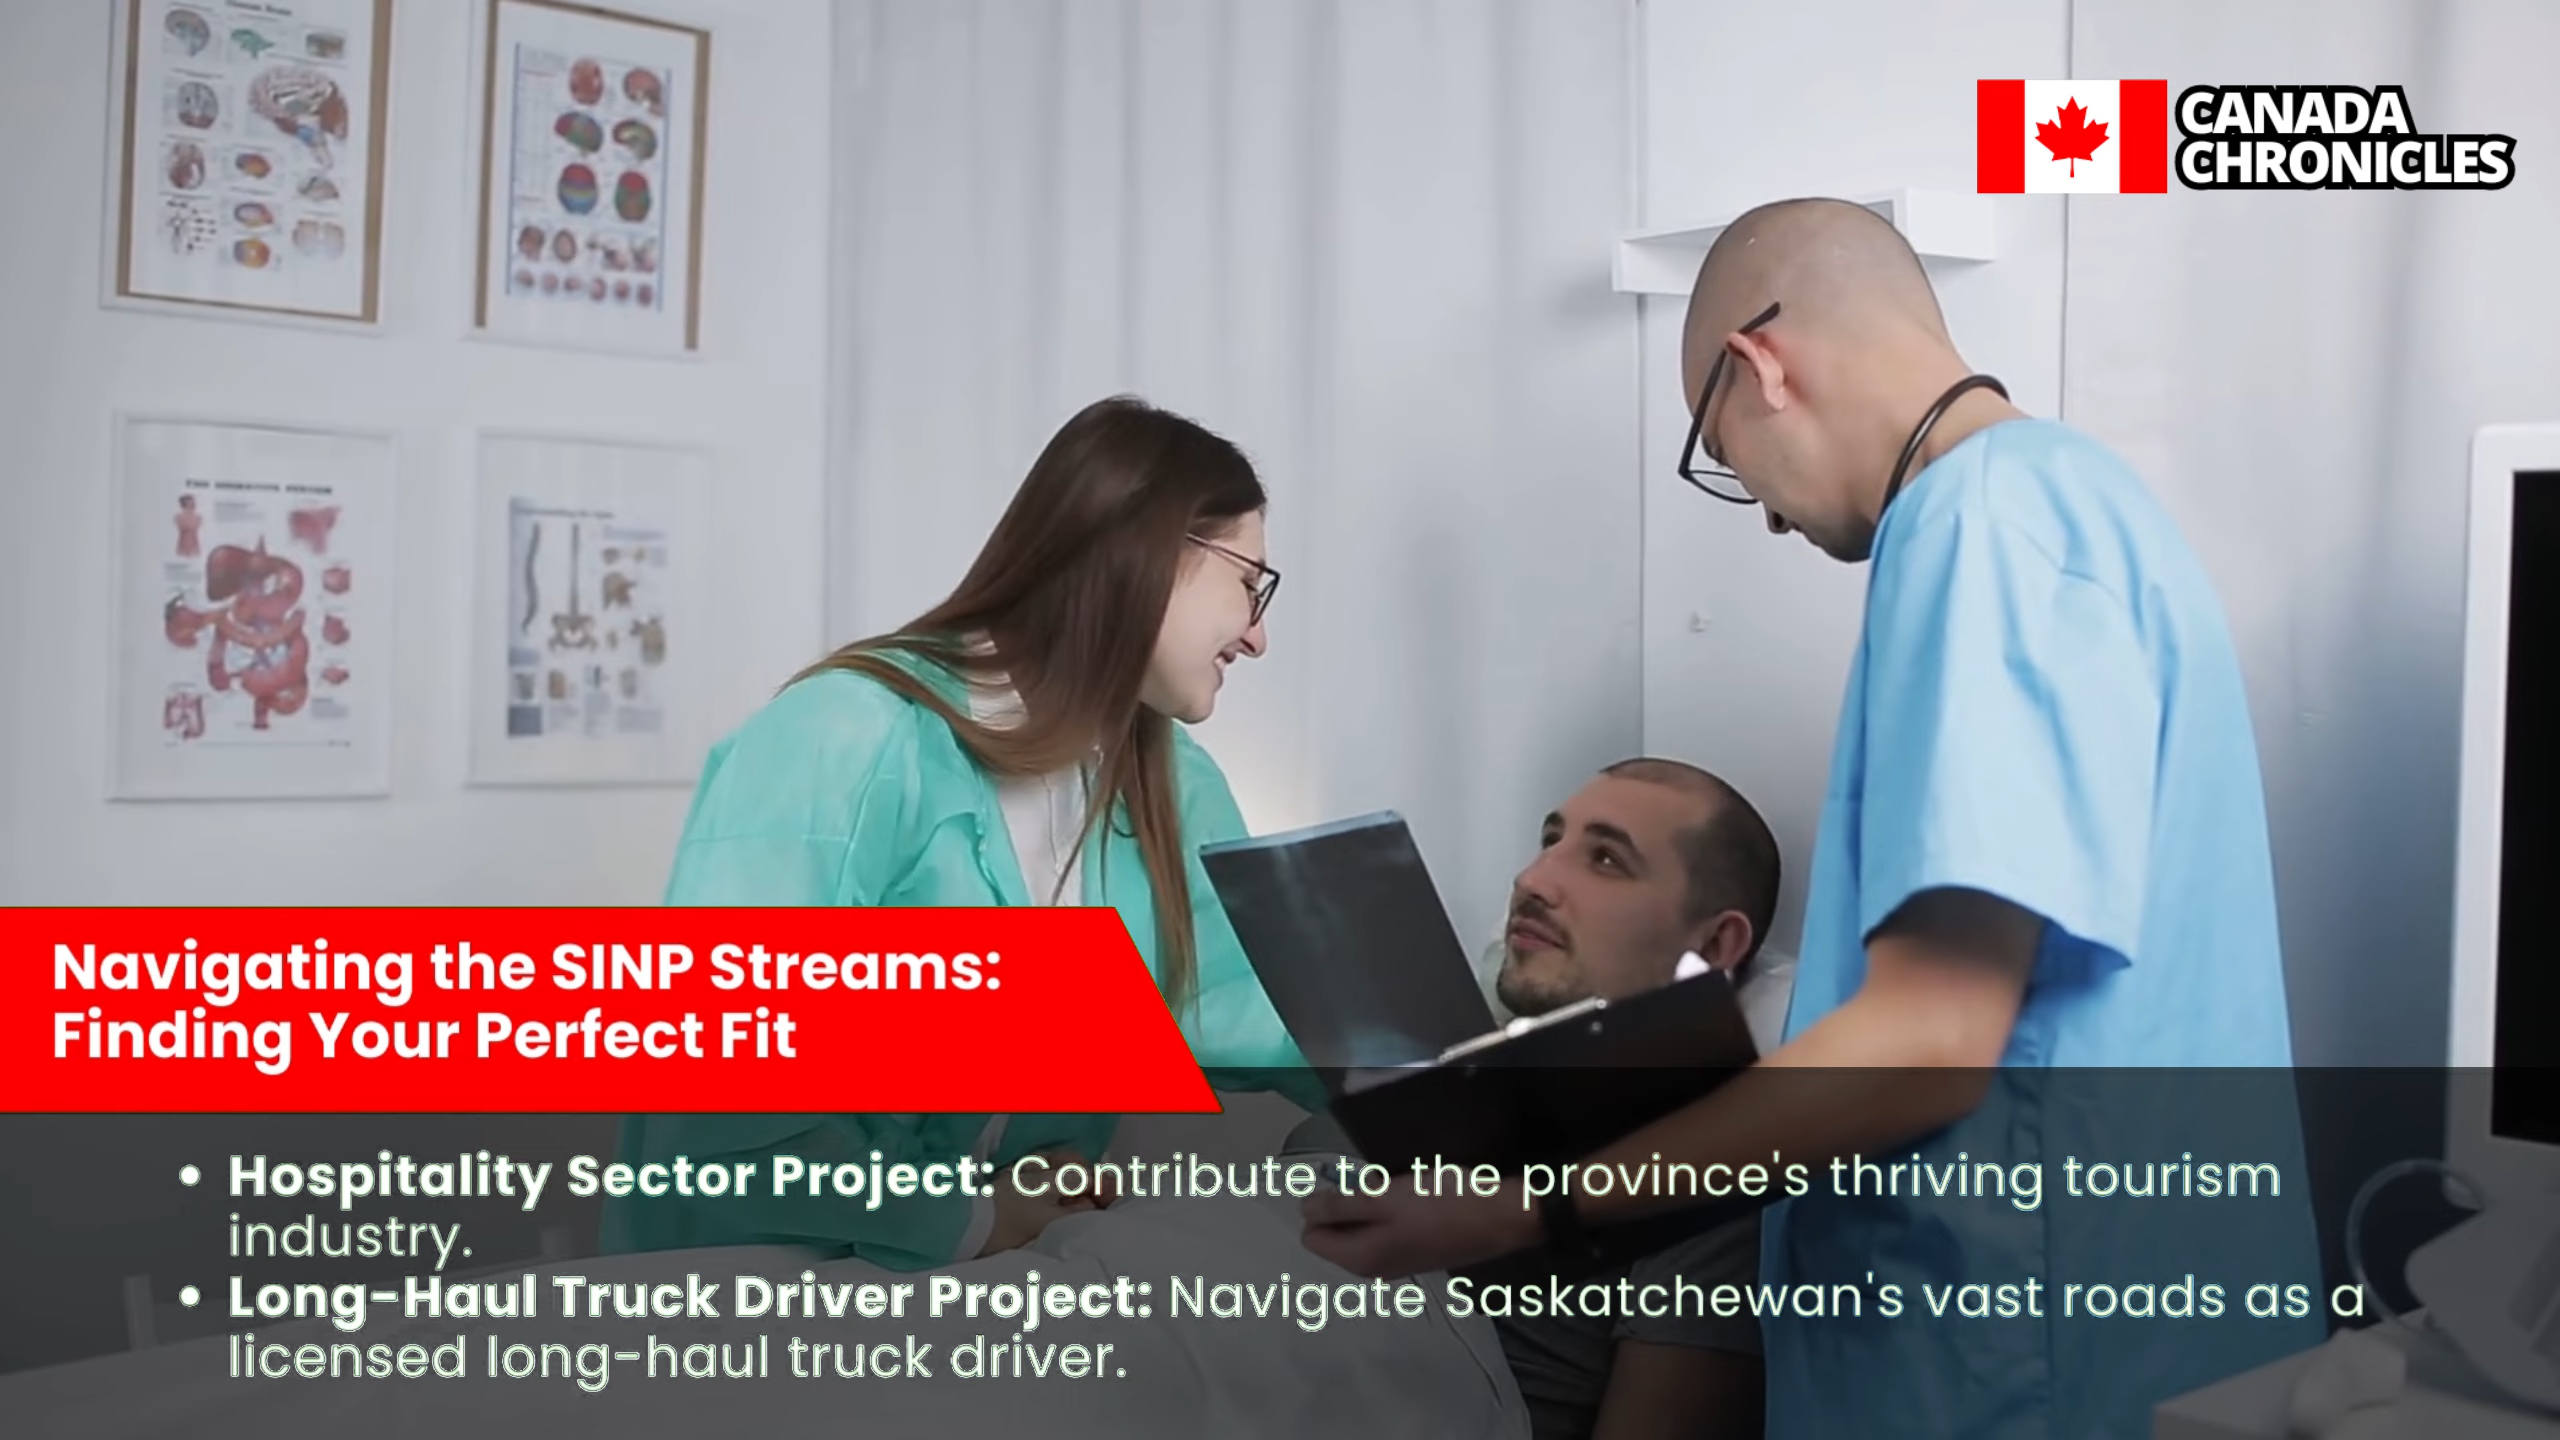 CANADA
CHRONICLES
Navigating the SINP Streams:
Finding Your Perfect Fit
• Hospitality Sector Project: Contribute to the province's thriving tourism
industry.
• Long-Haul Truck Driver Project: Navigate Saskatchewan's vast roads as a
licensed long-haul truck driver.